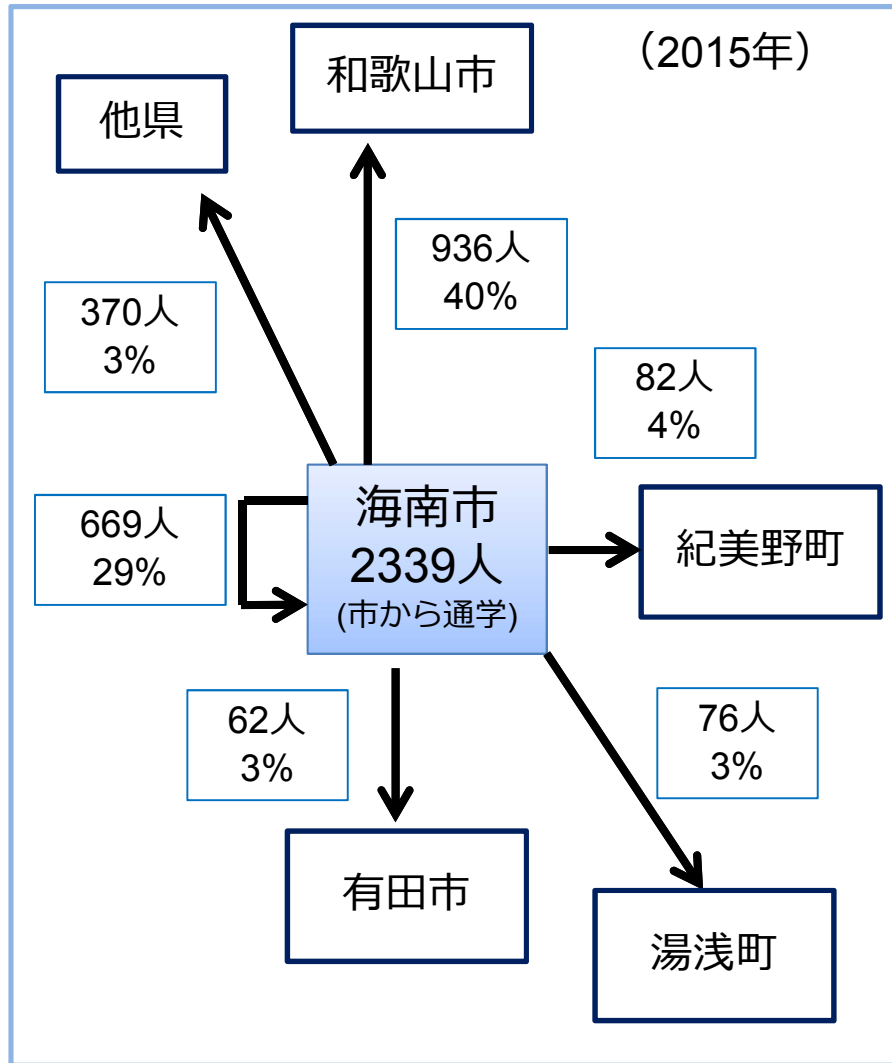 (2015年)
和歌山市
他県
936人
40%
370人
3%
82人
4%
海南市
2339人
(市から通学)
669人
29%
紀美野町
62人
3%
76人
3%
有田市
湯浅町